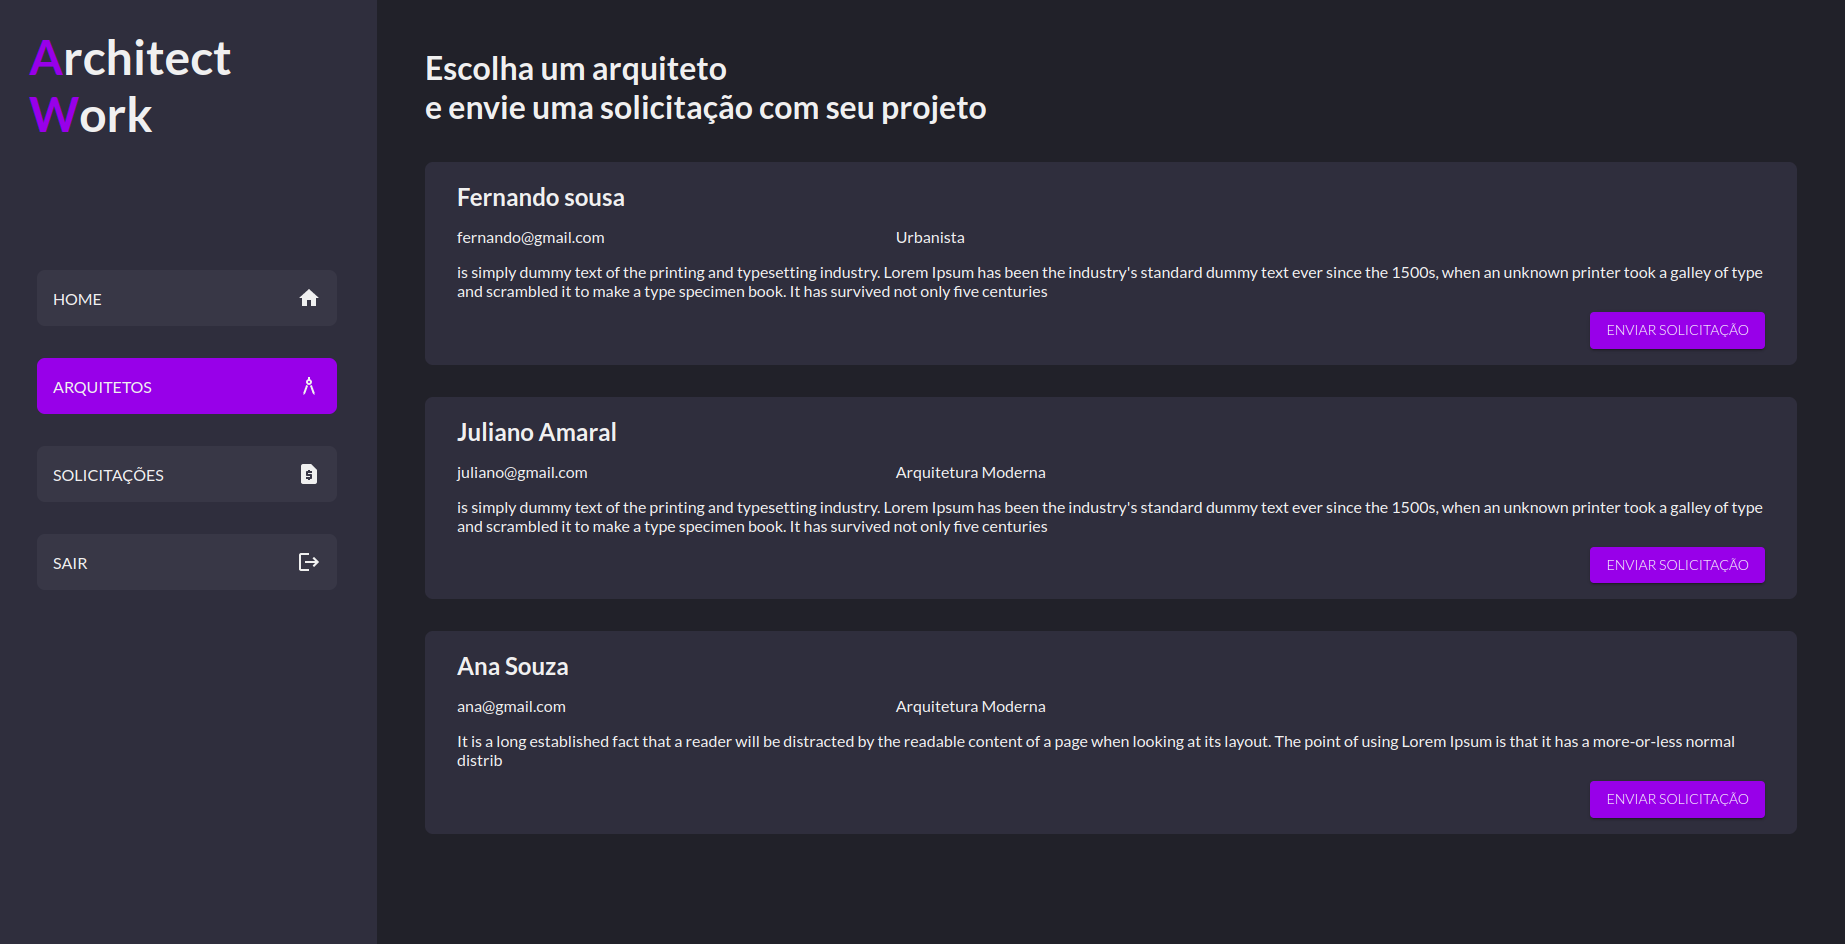 Architect
Work
HOME
ARQUITETOS
SOLICITAÇÕES
SAIR
Escolha um arquiteto
e envie uma solicitação com seu projeto
Fernando sousa
fernando@gmail.com Urbanista
is simply dummy text of the printing and typesetting industry. Lorem Ipsum has been the industry's standard dummy text ever since the 1500s, when an unknown printer took a galley of type
and scrambled it to make a type specimen book. It has survived not only five centuries
ENVIAR SOLICITAÇÃO
Juliano Amaral
juliano@gmail.com Arquitetura Moderna
is simply dummy text of the printing and typesetting industry. Lorem Ipsum has been the industry's standard dummy text ever since the 1500s, when an unknown printer took a galley of type
and scrambled it to make a type specimen book. It has survived not only five centuries
ENVIAR SOLICITAÇÃO
Ana Souza
ana@gmail.com Arquitetura Moderna
It is a long established fact that a reader will be distracted by the readable content of a page when looking at its layout. The point of using Lorem Ipsum is that it has a more-or-less normal
distrib
ENVIAR SOLICITAÇÃO